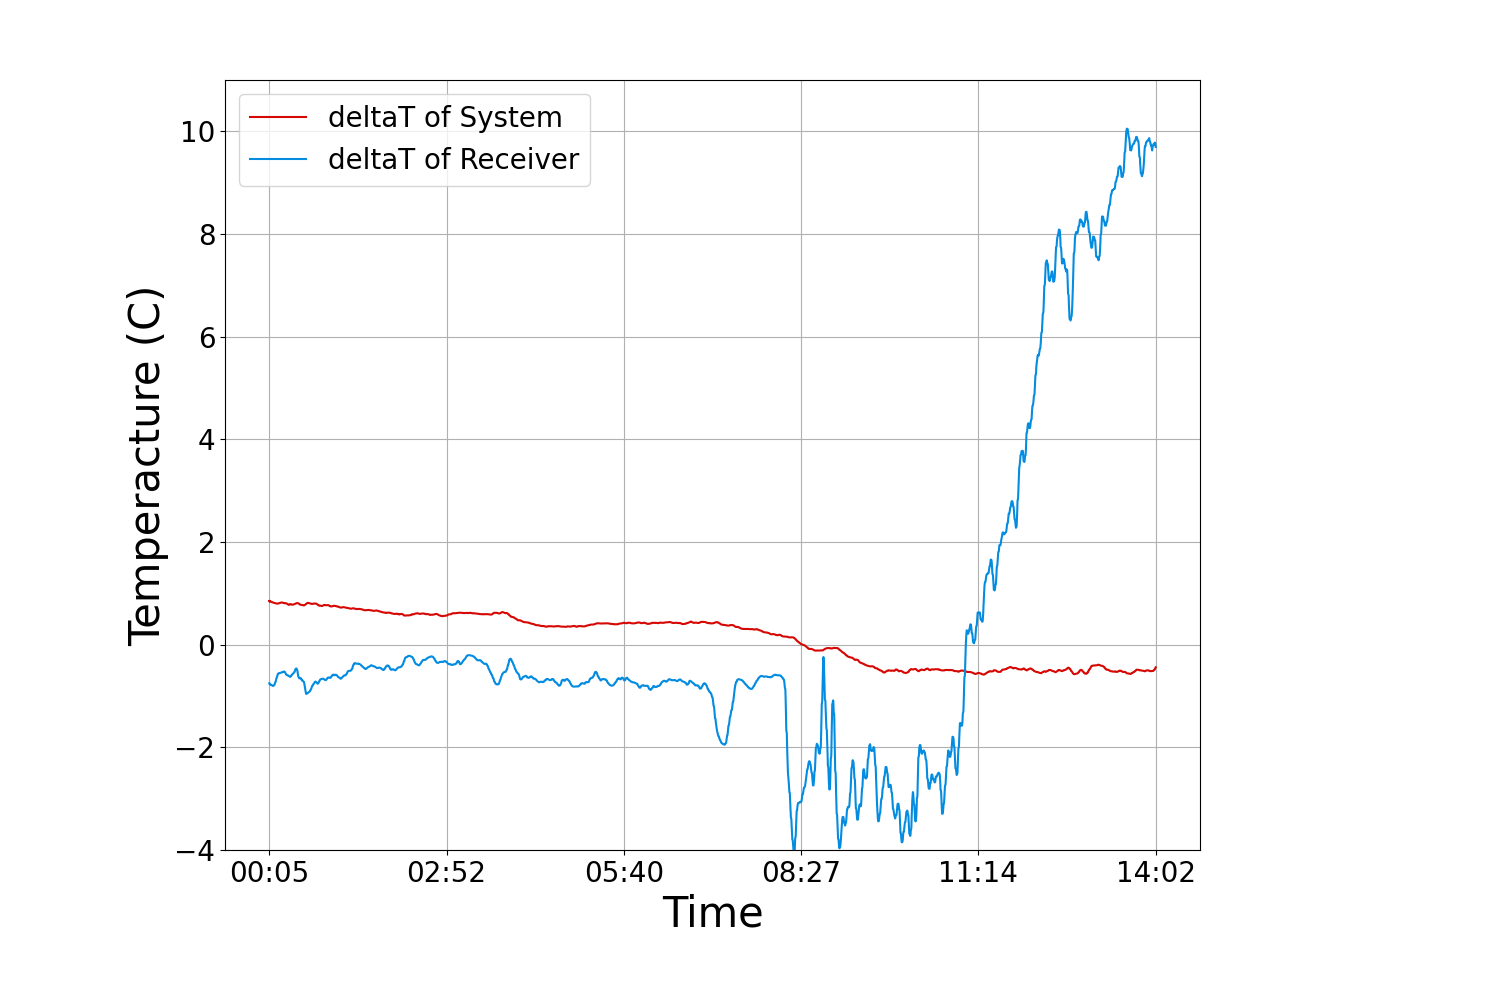 deltaT of System
deltaT of Receiver
10
8
6
4
2
0
−2
−4
Temperacture (C)
00:05 02:52 05:40 08:27 11:14 14:02
Time